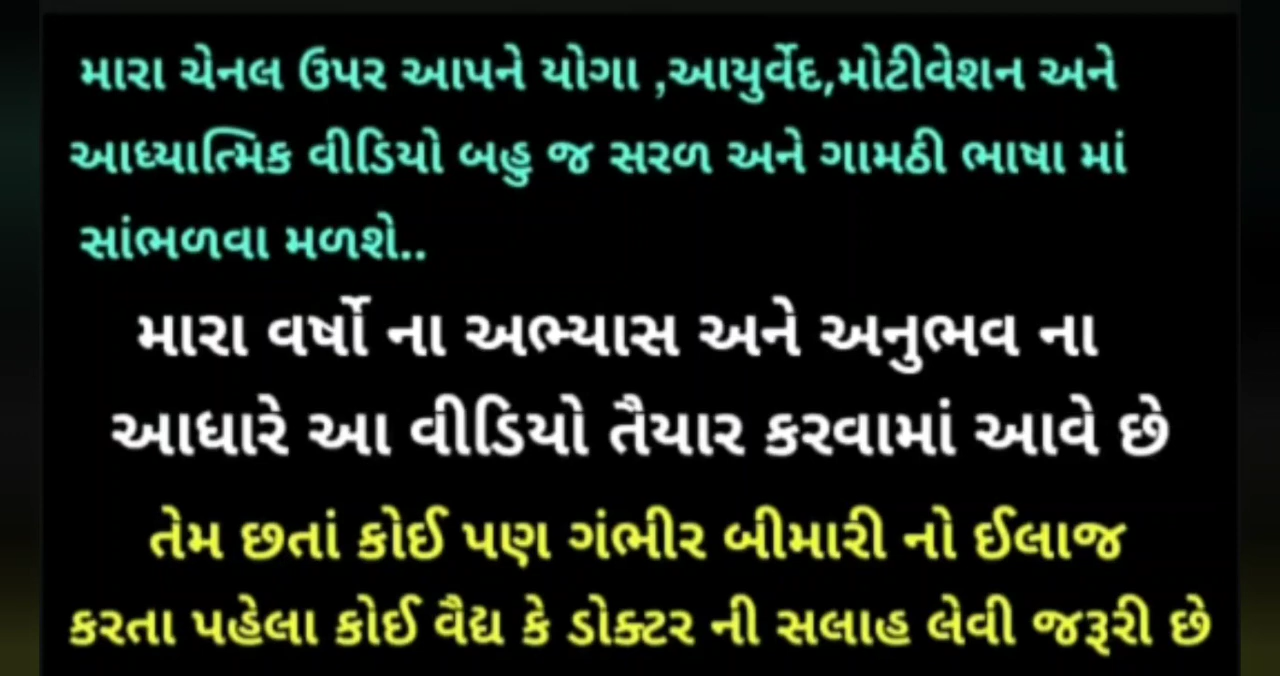 મારા ચેનલ ઉપર આપને યોગા ,આયુર્વેદ,મોટીવેશન અને
આધ્યાત્મિક વીડિયો બહુ જ સરળ અને ગામઠી ભાષા માં
સાંભળવા મળશે..
મારા વર્ષો ના અભ્યાસ અને અનુભવ ના
આધારે આ વીડિયો તૈયાર કરવામાં આવે છે
તેમ છતાં કોઈ પણ ગંભીર બીમારી નો ઈલાજ
કરતા પહેલા કોઈ વૈદ્ય કે ડોક્ટર ની સલાહ લેવી જરૂરી છે